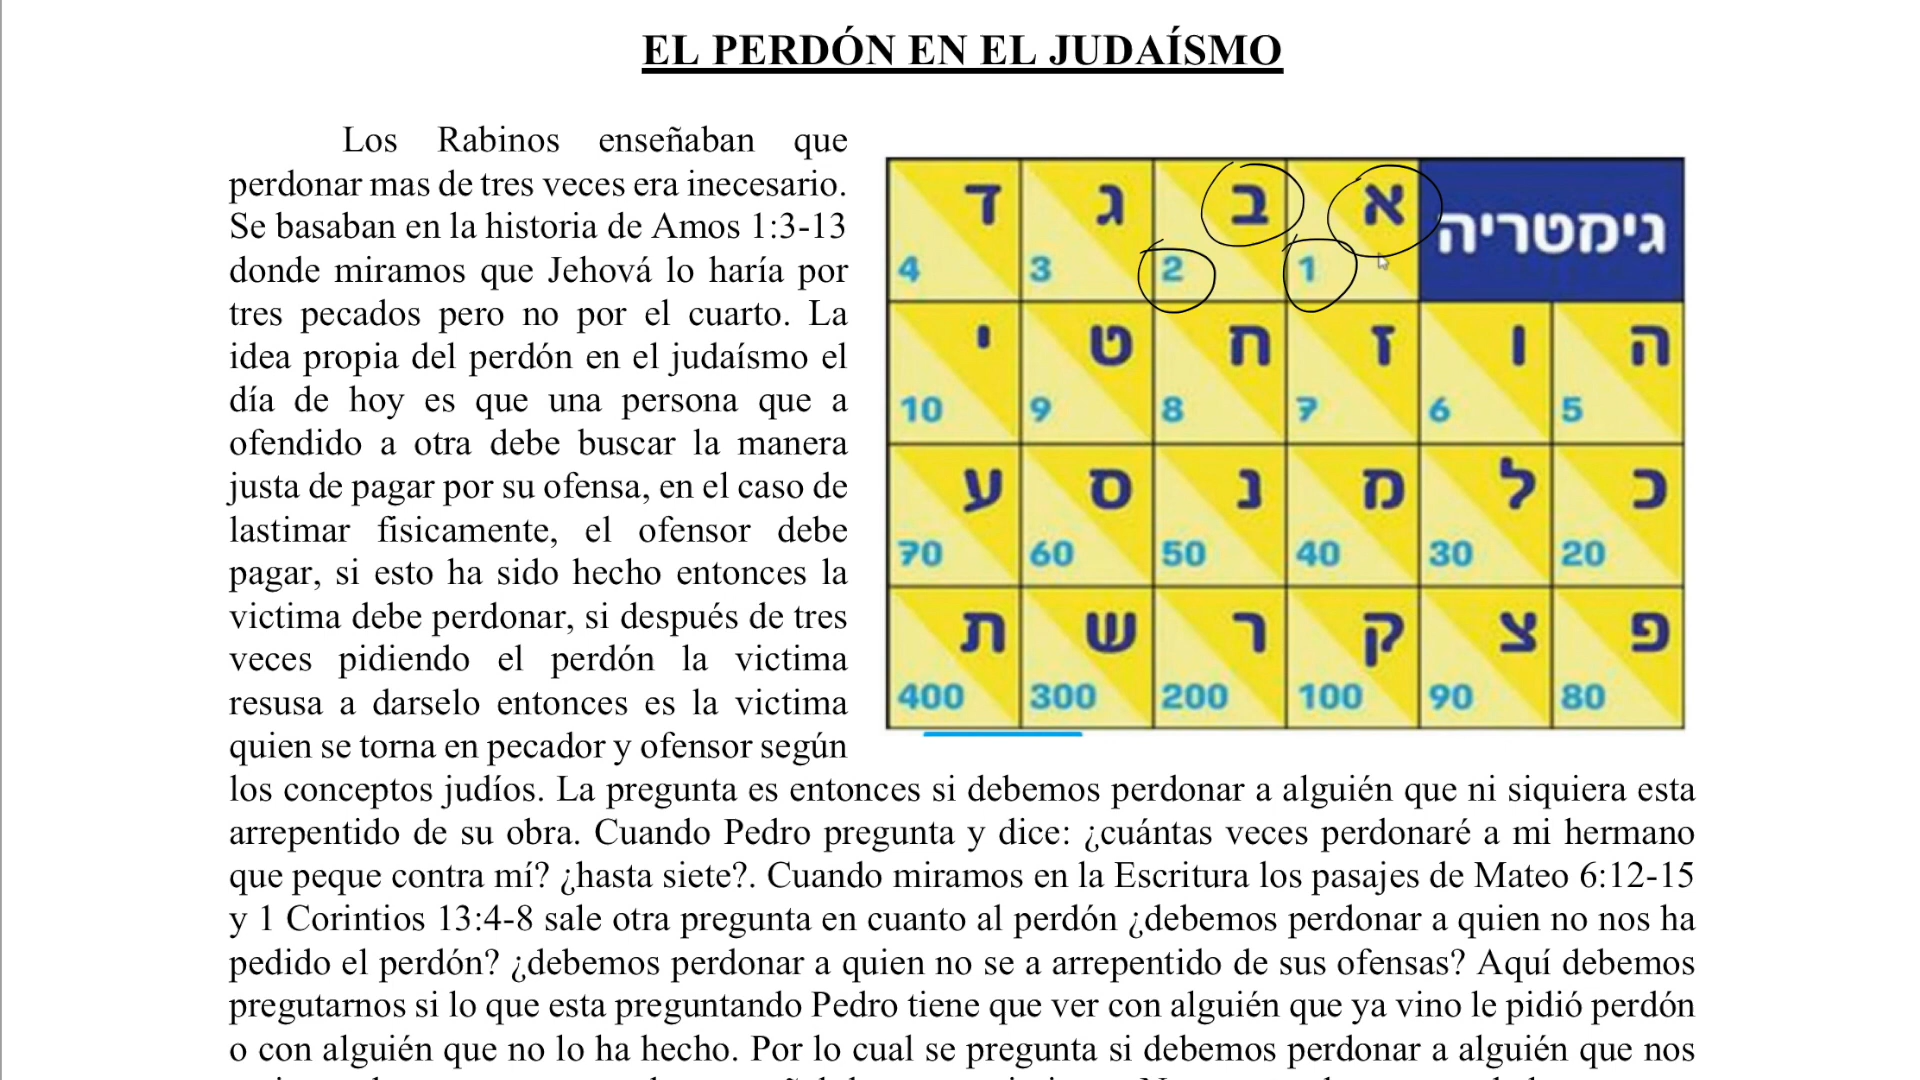 EL PERDÓN EN EL JUDAÍSMO
Los Rabinos enseñaban que
perdonar mas de tres veces era inecesario.
Se basaban en la historia de Amos 1:3-13
donde miramos que Jehová lo haría por
tres pecados pero no por el cuarto. La
idea propia del perdón en el judaísmo el
día de hoy es que una persona que a
ofendido a otra debe buscar la manera
justa de pagar por su ofensa, en el caso de
lastimar fisicamente, el ofensor debe
pagar, si esto ha sido hecho entonces la
victima debe perdonar, si después de tres
veces pidiendo el perdón la victima
resusa a darselo entonces es la victima
quien se torna en pecador y ofensor según
los conceptos judíos. La pregunta es entonces si debemos perdonar a alguién que ni siquiera esta
arrepentido de su obra. Cuando Pedro pregunta y dice: ¿cuántas veces perdonaré a mi hermano
que peque contra mí? ¿hasta siete?. Cuando miramos en la Escritura los pasajes de Mateo 6:12-15
y 1 Corintios 13:4-8 sale otra pregunta en cuanto al perdón ¿debemos perdonar a quien no nos ha
pedido el perdón? ¿debemos perdonar a quien no se a arrepentido de sus ofensas? Aquí debemos
pregutarnos si lo que esta preguntando Pedro tiene que ver con alguién que ya vino le pidió perdón
o con alguién que no lo ha hecho. Por lo cual se pregunta si debemos perdonar a alguién que nos
גימטריה
א ב ג ד
1 2 3 4
ה ו ז ח ט י
5 6 7 8 9 10
כ ל מ נ ס ע
20 30 40 50 60 70
פ צ ק ר ש ת
80 90 100 200 300 400